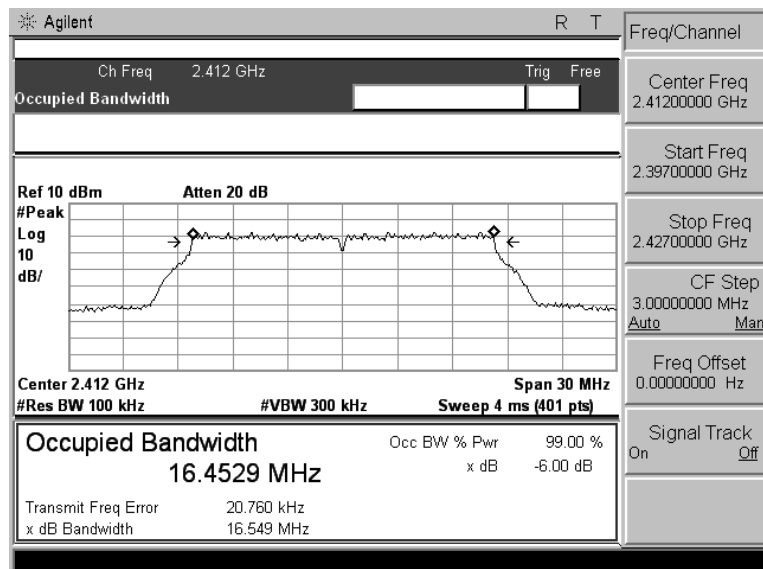 Agilent R T
Ch Freq 2.412 GHz Trig Free
Occupied Bandwidth
Ref 10 dBm Atten 20 dB
#Peak
Log
10
dB/
Center 2.412 GHz Span 30 MHz
#Res BW 100 kHz #VBW 300 kHz Sweep 4 ms (401 pts)
Occupied Bandwidth Occ BW % Pwr 99.00 %
16.4529 MHz x dB -6.00 dB
Transmit Freq Error 20.760 kHz
x dB Bandwidth 16.549 MHz
Freq/Channel
Center Freq
2.41200000 GHz
Start Freq
2.39700000 GHz
Stop Freq
2.42700000 GHz
CF Step
3.00000000 MHz
Auto Man
Freq Offset
0.00000000 Hz
Signal Track
On Off